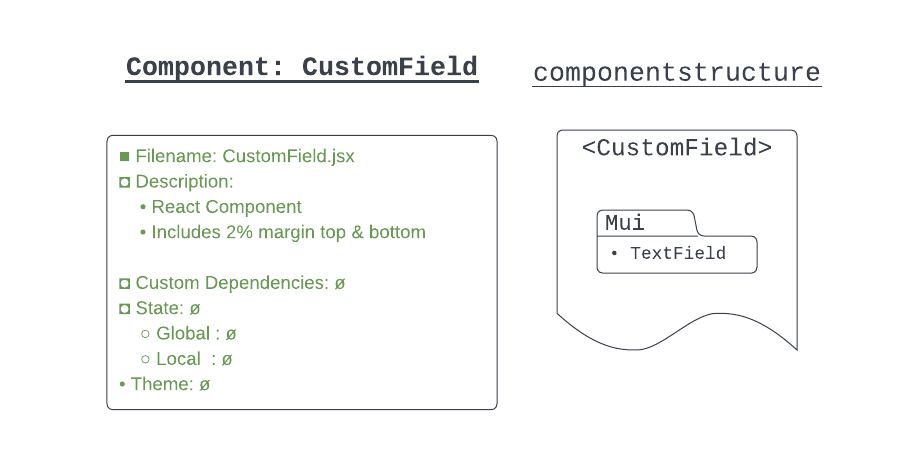 Component: CustomField
componentstructure
■ Filename: CustomField.jsx
◘ Description:
• React Component
• Includes 2% margin top & bottom
◘ Custom Dependencies: ø
◘ State: ø
○ Global : ø
○ Local  : ø
• Theme: ø
<CustomField>
Mui
• TextField